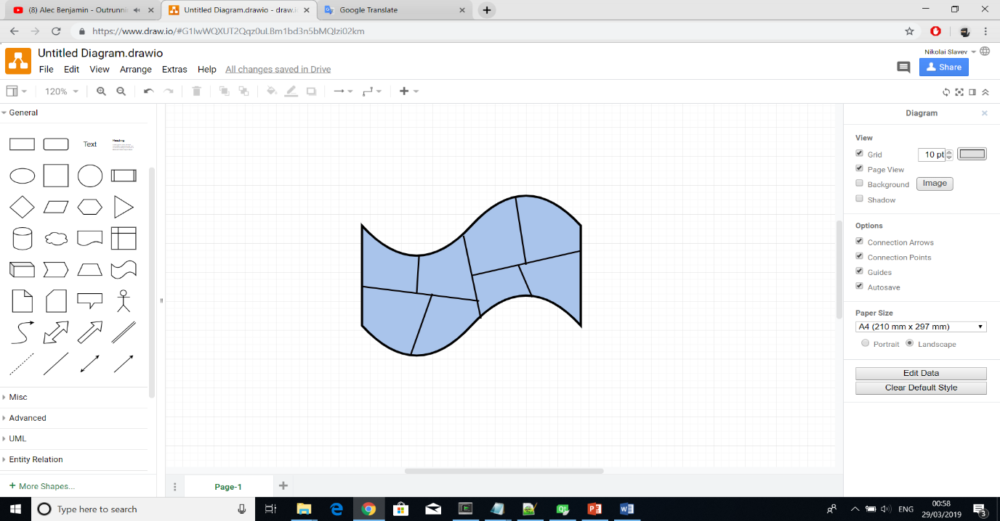 (8) Alec Benjamin - Outrunni
Untitled Diagram.drawio - draw.i
Google Translate
https://www.draw.io/#G1IwWQXUT2Qqz0uLBm1bd3n5bMQIzi02km
Untitled Diagram.drawio
Nikolai Slavev
File Edit View Arrange Extras Help All changes saved in Drive
Share
120%
General
Diagram
Text
Heading
View
Grid 10 pt
Page View
Background Image
Shadow
Options
Connection Arrows
Connection Points
Guides
Autosave
Paper Size
A4 (210 mm x 297 mm)
Portrait Landscape
Edit Data
Clear Default Style
Misc
Advanced
UML
Entity Relation
+ More Shapes...
Page-1
Type here to search
ENG
00:58
29/03/2019
3